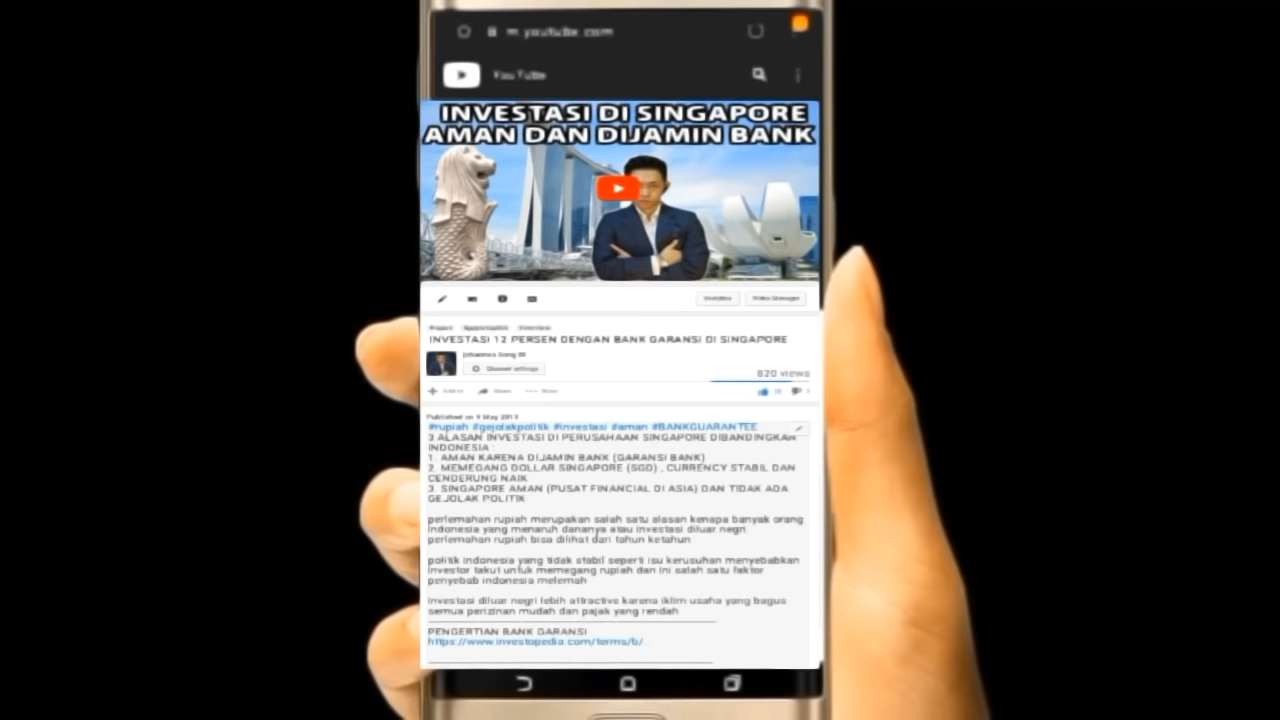 m.youtube.com
YouTube
INVESTASI DI SINGAPORE
AMAN DAN DIJAMIN BANK
INVESTASI 12 PERSEN DENGAN BANK GARANSI DI SINGAPORE
Channel settings
820 views
Published on 9 May 2019
#rupiah #gejolakpolitik #investasi #aman #BANKGUARANTEE
3 ALASAN INVESTASI DI PERUSAHAAN SINGAPORE DIBANDINGKAN
INDONESIA :
1. AMAN KARENA DIJAMIN BANK (GARANSI BANK)
2. MEMEGANG DOLLAR SINGAPORE (SGD) , CURRENCY STABIL DAN
CENDERUNG NAIK
3. SINGAPORE AMAN (PUSAT FINANCIAL DI ASIA) DAN TIDAK ADA
GEJOLAK POLITIK
perlemahan rupiah merupakan salah satu alasan kenapa banyak orang
indonesia yang menaruh dananya atau investasi diluar negri.
perlemahan rupiah bisa dilihat dari tahun ketahun
politik indonesia yang tidak stabil seperti isu kerusuhan menyebabkan
investor takut untuk memegang rupiah dan ini salah satu faktor
penyebab indonesia melemah
investasi diluar negri lebih attractive karena iklim usaha yang bagus
semua perizinan mudah dan pajak yang rendah
PENGERTIAN BANK GARANSI
https://www.investopedia.com/terms/b/...